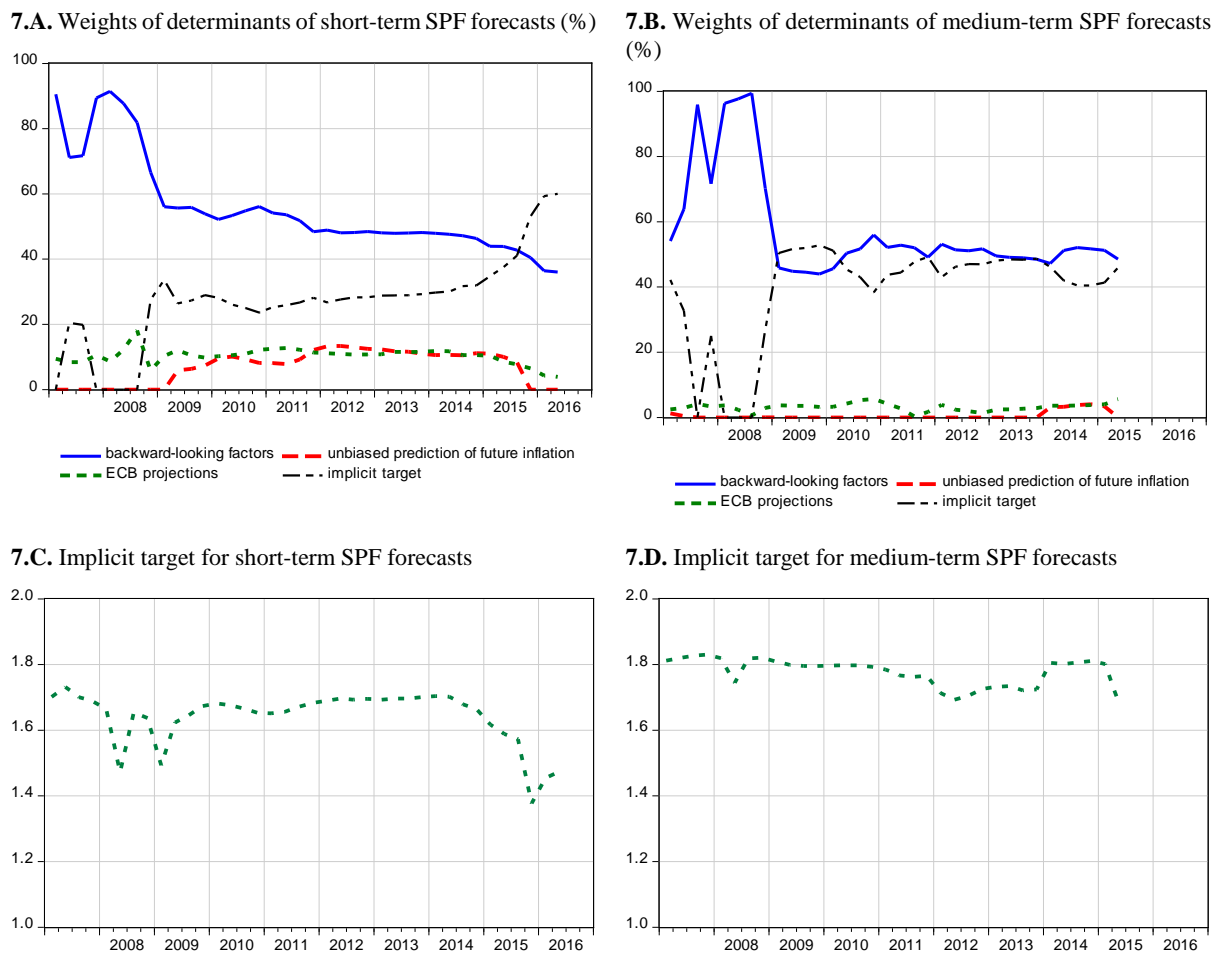 7.A. Weights of determinants of short-term SPF forecasts (%)
100
80
60
40
20
0
2008 2009 2010 2011 2012 2013 2014 2015 2016
backward-looking factors unbiased prediction of future inflation
ECB projections implicit target
7.B. Weights of determinants of medium-term SPF forecasts
(%)
100
80
60
40
20
0
2008 2009 2010 2011 2012 2013 2014 2015 2016
backward-looking factors unbiased prediction of future inflation
ECB projections implicit target
7.C. Implicit target for short-term SPF forecasts
2.0
1.8
1.6
1.4
1.2
1.0
2008 2009 2010 2011 2012 2013 2014 2015 2016
7.D. Implicit target for medium-term SPF forecasts
2.0
1.8
1.6
1.4
1.2
1.0
2008 2009 2010 2011 2012 2013 2014 2015 2016